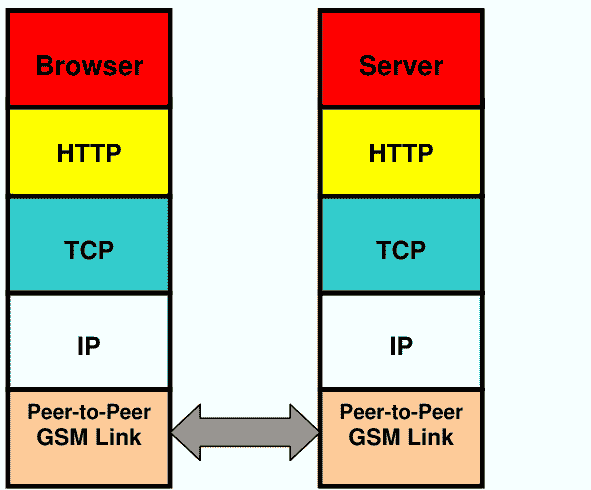 Browser
HTTP
TCP
IP
Peer-to-Peer
GSM Link
Server
HTTP
TCP
IP
Peer-to-Peer
GSM Link